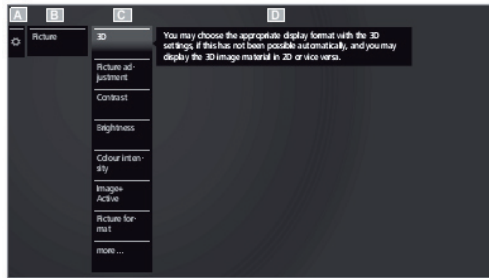 A B C D
Picture
3D
You may choose the appropriate display format with the 3D
settings, if this has not been possible automatically, and you may
display the 3D image material in 2D or vice versa.
Picture ad-
justment
Contrast
Brightness
Colour inten-
sity
Image+
Active
Picture for-
mat
more ...